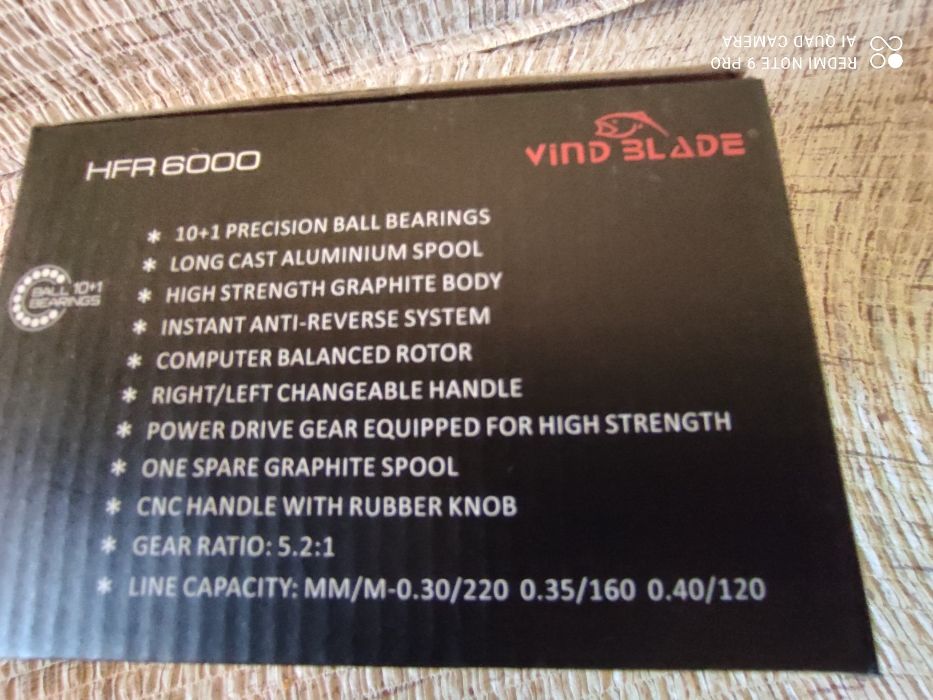 HFR 6000
VIND BLADE
* 10+1 PRECISION BALL BEARINGS
* LONG CAST ALUMINIUM SPOOL
* HIGH STRENGTH GRAPHITE BODY
BALL 10+1
BEARINGS
* INSTANT ANTI-REVERSE SYSTEM
* COMPUTER BALANCED ROTOR
* RIGHT/LEFT CHANGEABLE HANDLE
* POWER DRIVE GEAR EQUIPPED FOR HIGH STRENGTH
* ONE SPARE GRAPHITE SPOOL
* CNC HANDLE WITH RUBBER KNOB
* GEAR RATIO: 5.2:1
* LINE CAPACITY: MM/M-0.30/220 0.35/160 0.40/120
REDMI NOTE 9 PRO
AI QUAD CAMERA